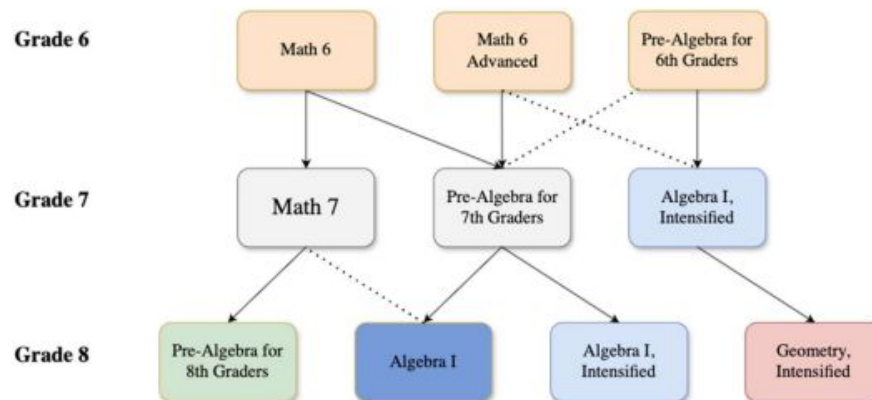 Grade 6
Math 6
Math 6
Advanced
Pre-Algebra for
6th Graders
Grade 7
Math 7
Pre-Algebra for
7th Graders
Algebra I,
Intensified
Grade 8
Pre-Algebra for
8th Graders
Algebra I
Algebra I,
Intensified
Geometry,
Intensified